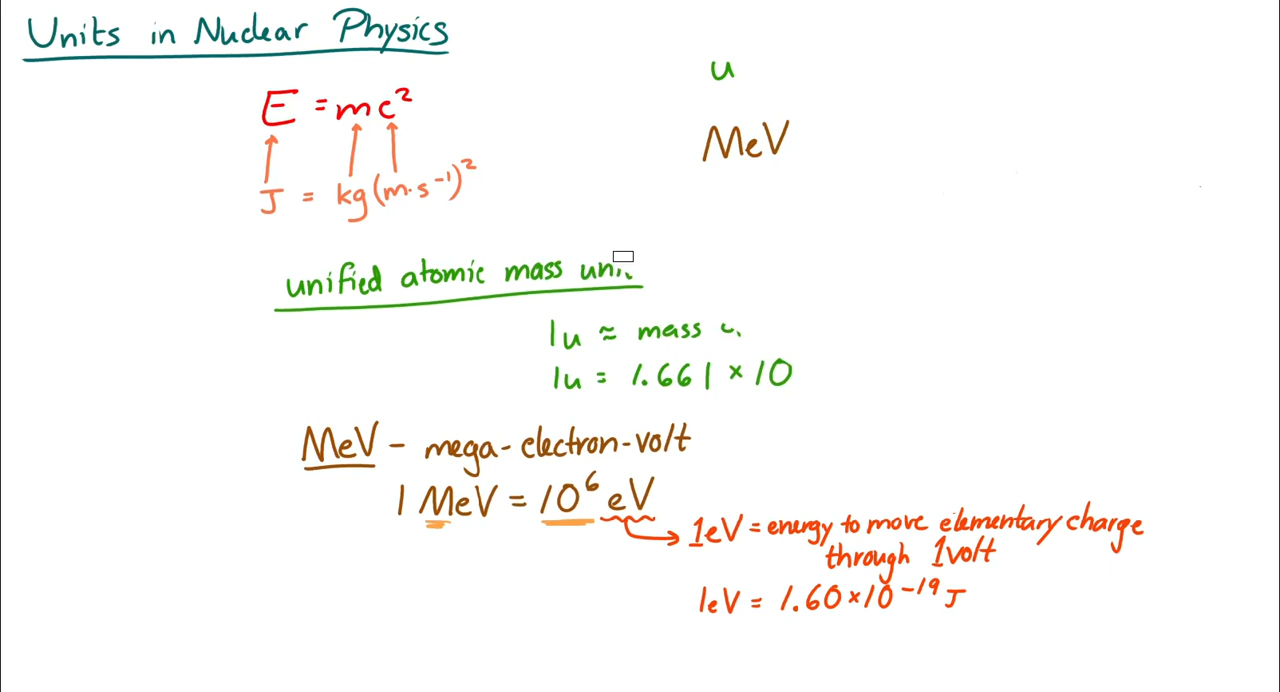 Units in Nuclear Physics
u
E = mc²
MeV
J = kg (m·s⁻¹)²
unified atomic mass
1u ≈ mass
1u = 1.661 × 10
MeV - mega-electron-volt
1 MeV = 10⁶ eV
1eV = energy to move elementary charge
through 1volt
1eV = 1.60 × 10⁻¹⁹ J